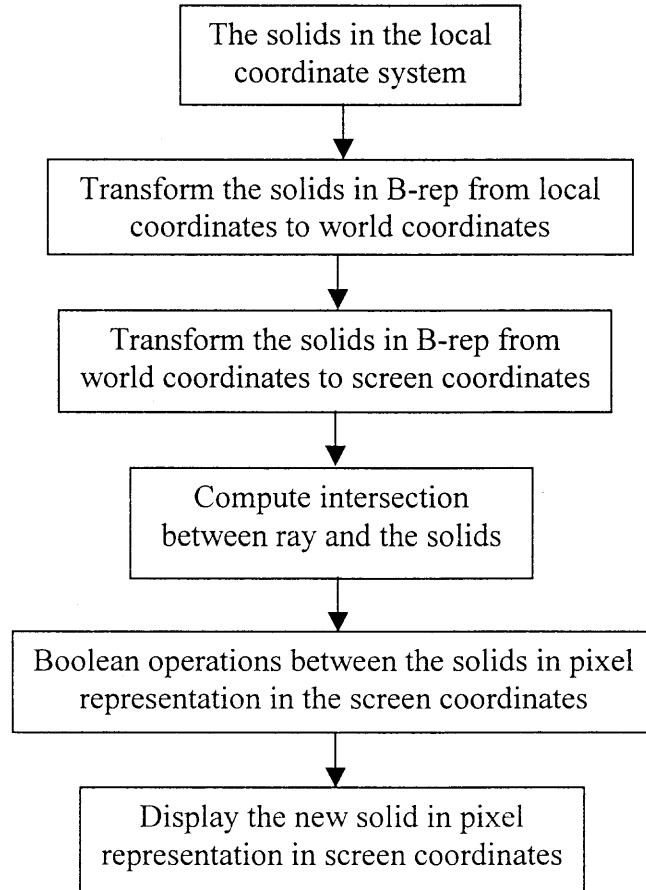 The solids in the local
coordinate system
Transform the solids in B-rep from local
coordinates to world coordinates
Transform the solids in B-rep from
world coordinates to screen coordinates
Compute intersection
between ray and the solids
Boolean operations between the solids in pixel
representation in the screen coordinates
Display the new solid in pixel
representation in screen coordinates